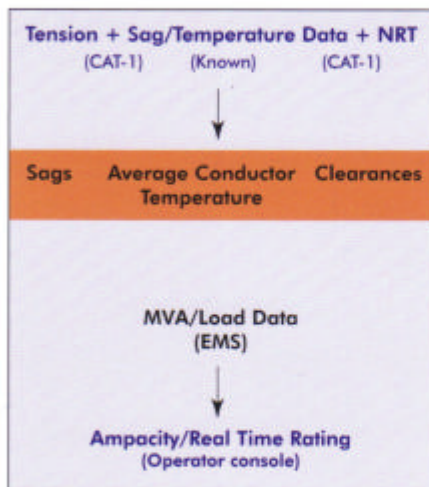 Tension + Sag/Temperature Data + NRT
(CAT-1) (Known) (CAT-1)
Sags Average Conductor Clearances
Temperature
MVA/Load Data
(EMS)
Ampacity/Real Time Rating
(Operator console)